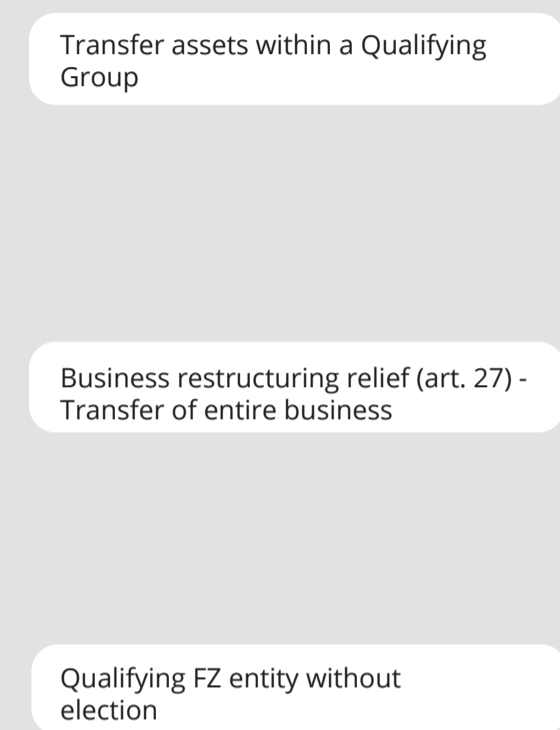 Transfer assets within a Qualifying
Group
Business restructuring relief (art. 27) -
Transfer of entire business
Qualifying FZ entity without
election